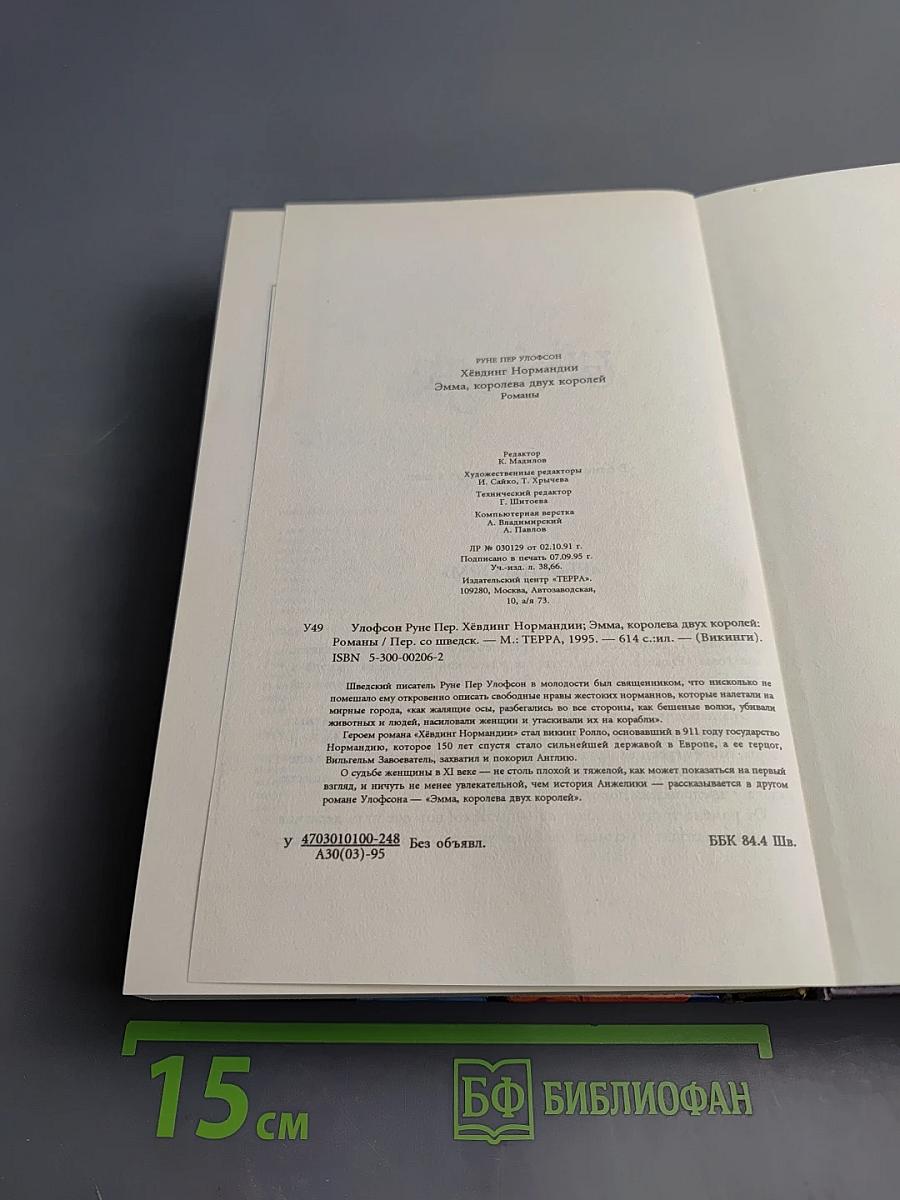 РУНЕ ПЕР УЛОФСОН
Хёвдинг Нормандии
Эмма, королева двух королей
Романы
Редактор
К. Мадилов
Художественные редакторы
И. Сайко, Т. Хрычева
Технический редактор
Г. Шитоева
Компьютерная верстка
А. Владимирский
А. Павлов
ЛР № 030129 от 02.10.91 г.
Подписано в печать 07.09.95 г.
Уч.-изд. л. 38,66.
Издательский центр «ТЕРРА».
109280, Москва, Автозаводская,
10, а/я 73.
У49 Улофсон Руне Пер. Хёвдинг Нормандии; Эмма, королева двух королей:
Романы / Пер. со шведск. — М.: ТЕРРА, 1995. — 614 с.:ил. — (Викинги).
ISBN 5-300-00206-2
Шведский писатель Руне Пер Улофсон в молодости был священником, что нисколько не
помешало ему откровенно описать свободные нравы жестоких норманнов, которые налетали на
мирные города, «как жалящие осы, разбегались во все стороны, как бешеные волки, убивали
животных и людей, насиловали женщин и утаскивали их на корабли».
Героем романа «Хёвдинг Нормандии» стал викинг Ролло, основавший в 911 году государство
Нормандию, которое 150 лет спустя стало сильнейшей державой в Европе, а ее герцог,
Вильгельм Завоеватель, захватил и покорил Англию.
О судьбе женщины в XI веке — не столь плохой и тяжелой, как может показаться на первый
взгляд, и ничуть не менее увлекательной, чем история Анжелики — рассказывается в другом
романе Улофсона — «Эмма, королева двух королей».
У 4703010100-248 Без объявл. ББК 84.4 Шв.
А30(03)-95
15 см
БФ БИБЛИОФАН